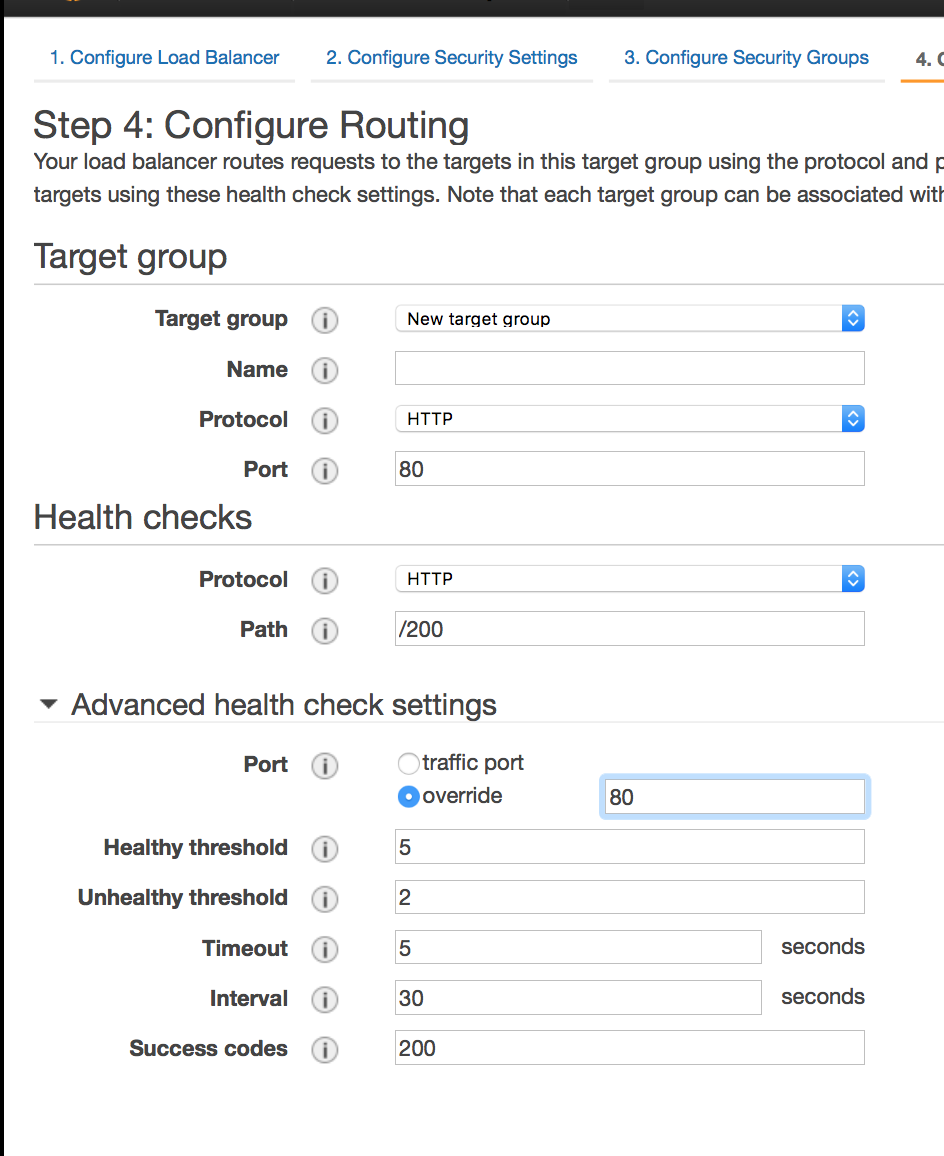 1. Configure Load Balancer 2. Configure Security Settings 3. Configure Security Groups 4.
Step 4: Configure Routing
Your load balancer routes requests to the targets in this target group using the protocol and
targets using these health check settings. Note that each target group can be associated with
Target group
Target group i New target group
Name i
Protocol i HTTP
Port i 80
Health checks
Protocol i HTTP
Path i /200
Advanced health check settings
Port i traffic port
override 80
Healthy threshold i 5
Unhealthy threshold i 2
Timeout i 5 seconds
Interval i 30 seconds
Success codes i 200